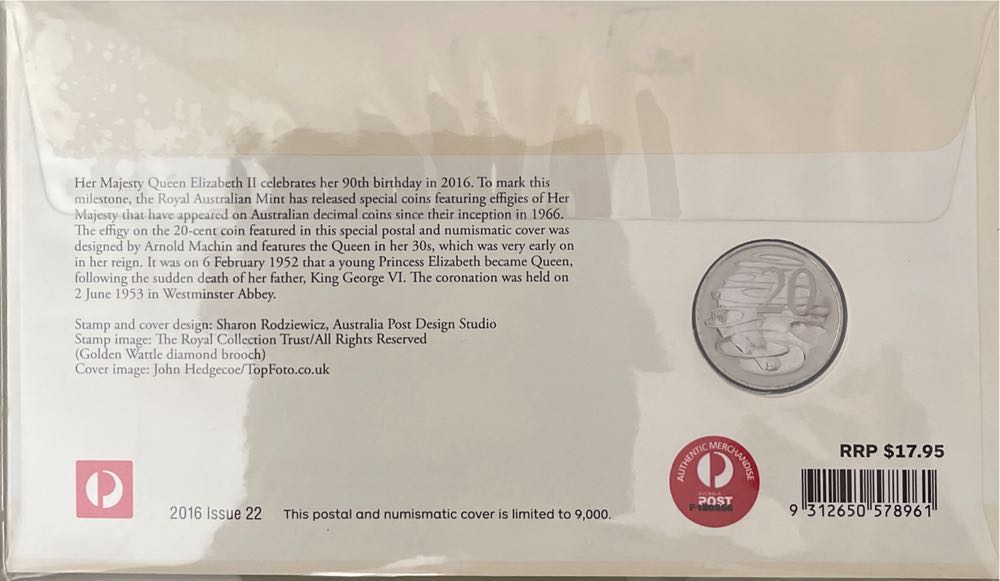 Her Majesty Queen Elizabeth II celebrates her 90th birthday in 2016. To mark this
milestone, the Royal Australian Mint has released special coins featuring effigies of Her
Majesty that have appeared on Australian decimal coins since their inception in 1966.
The effigy on the 20-cent coin featured in this special postal and numismatic cover was
designed by Arnold Machin and features the Queen in her 30s, which was very early on
in her reign. It was on 6 February 1952 that a young Princess Elizabeth became Queen,
following the sudden death of her father, King George VI. The coronation was held on
2 June 1953 in Westminster Abbey.
Stamp and cover design: Sharon Rodziewicz, Australia Post Design Studio
Stamp image: The Royal Collection Trust/All Rights Reserved
(Golden Wattle diamond brooch)
Cover image: John Hedgecoe/TopFoto.co.uk
20
AUTHENTIC MERCHANDISE
AUSTRALIA
POST
RRP $17.95
9 312650 578961
2016 Issue 22
This postal and numismatic cover is limited to 9,000.